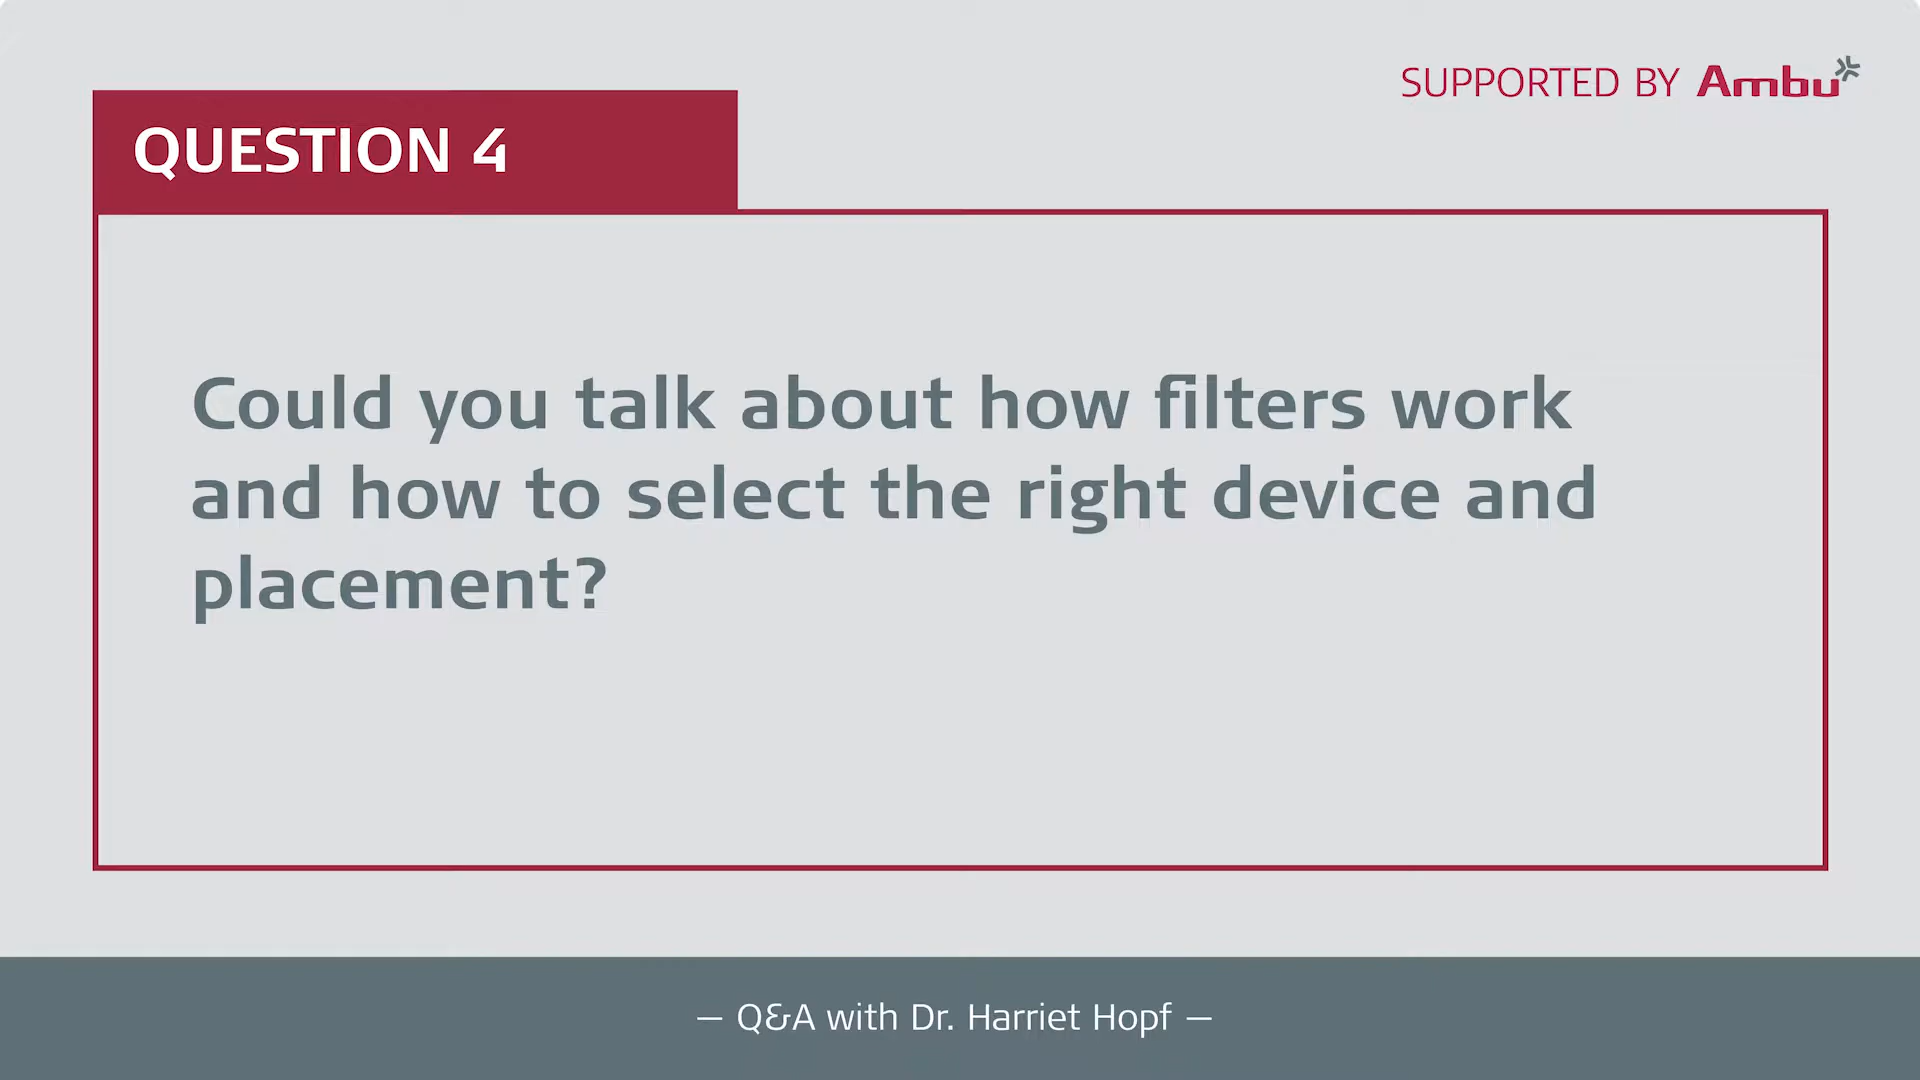 SUPPORTED BY Ambu
QUESTION 4
Could you talk about how filters work
and how to select the right device and
placement?
— Q&A with Dr. Harriet Hopf —